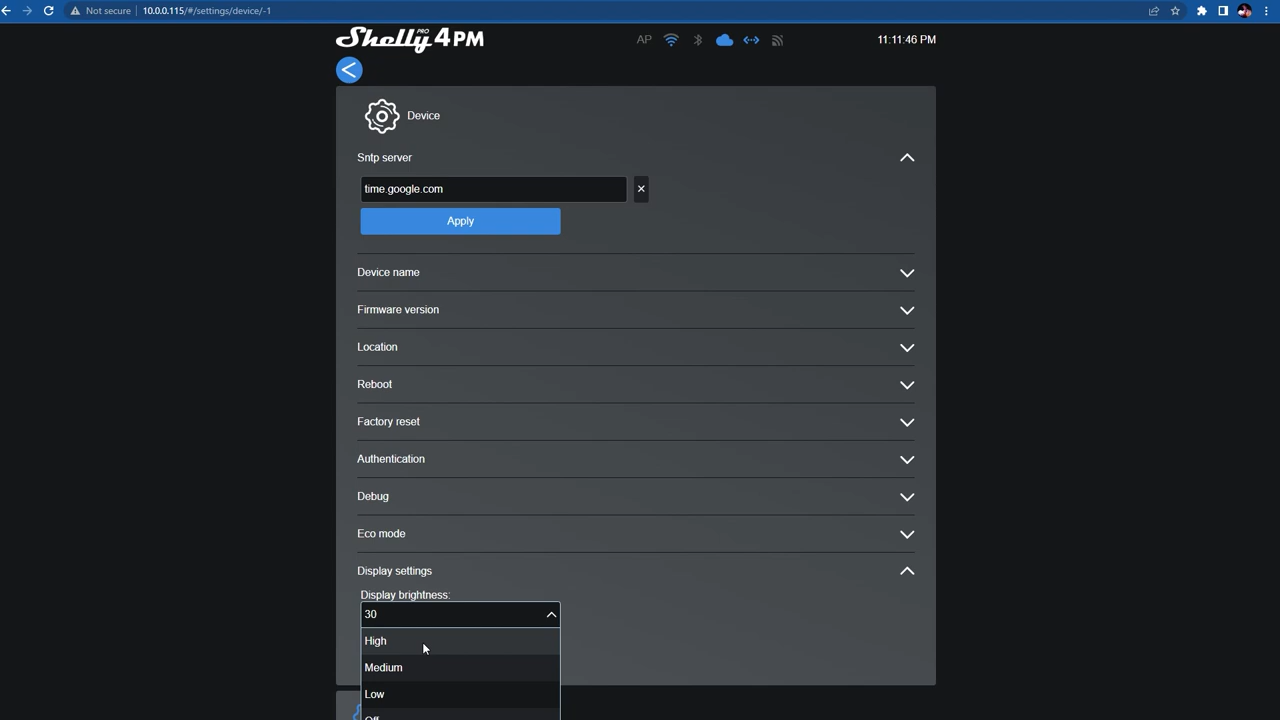 Not secure
10.0.0.115/#/settings/device/-1
Shelly PRO 4PM
AP
11:11:46 PM
Device
Sntp server
time.google.com
Apply
Device name
Firmware version
Location
Reboot
Factory reset
Authentication
Debug
Eco mode
Display settings
Display brightness:
30
High
Medium
Low
Off